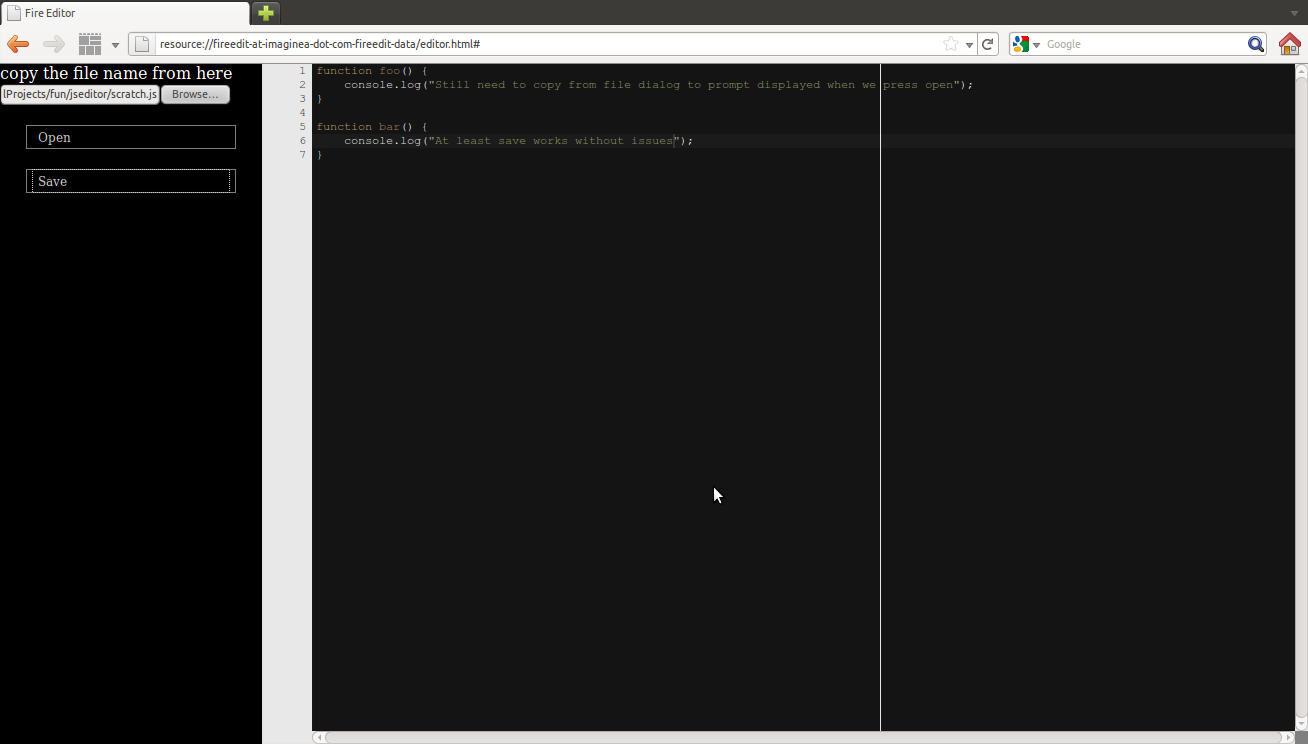 Fire Editor
resource://fireedit-at-imaginea-dot-com-fireedit-data/editor.html#
Google
copy the file name from here
lProjects/fun/jseditor/scratch.js Browse...
Open
Save
1 function foo() {
2 console.log("Still need to copy from file dialog to prompt displayed when we press open");
3 }
4
5 function bar() {
6 console.log("At least save works without issues");
7 }